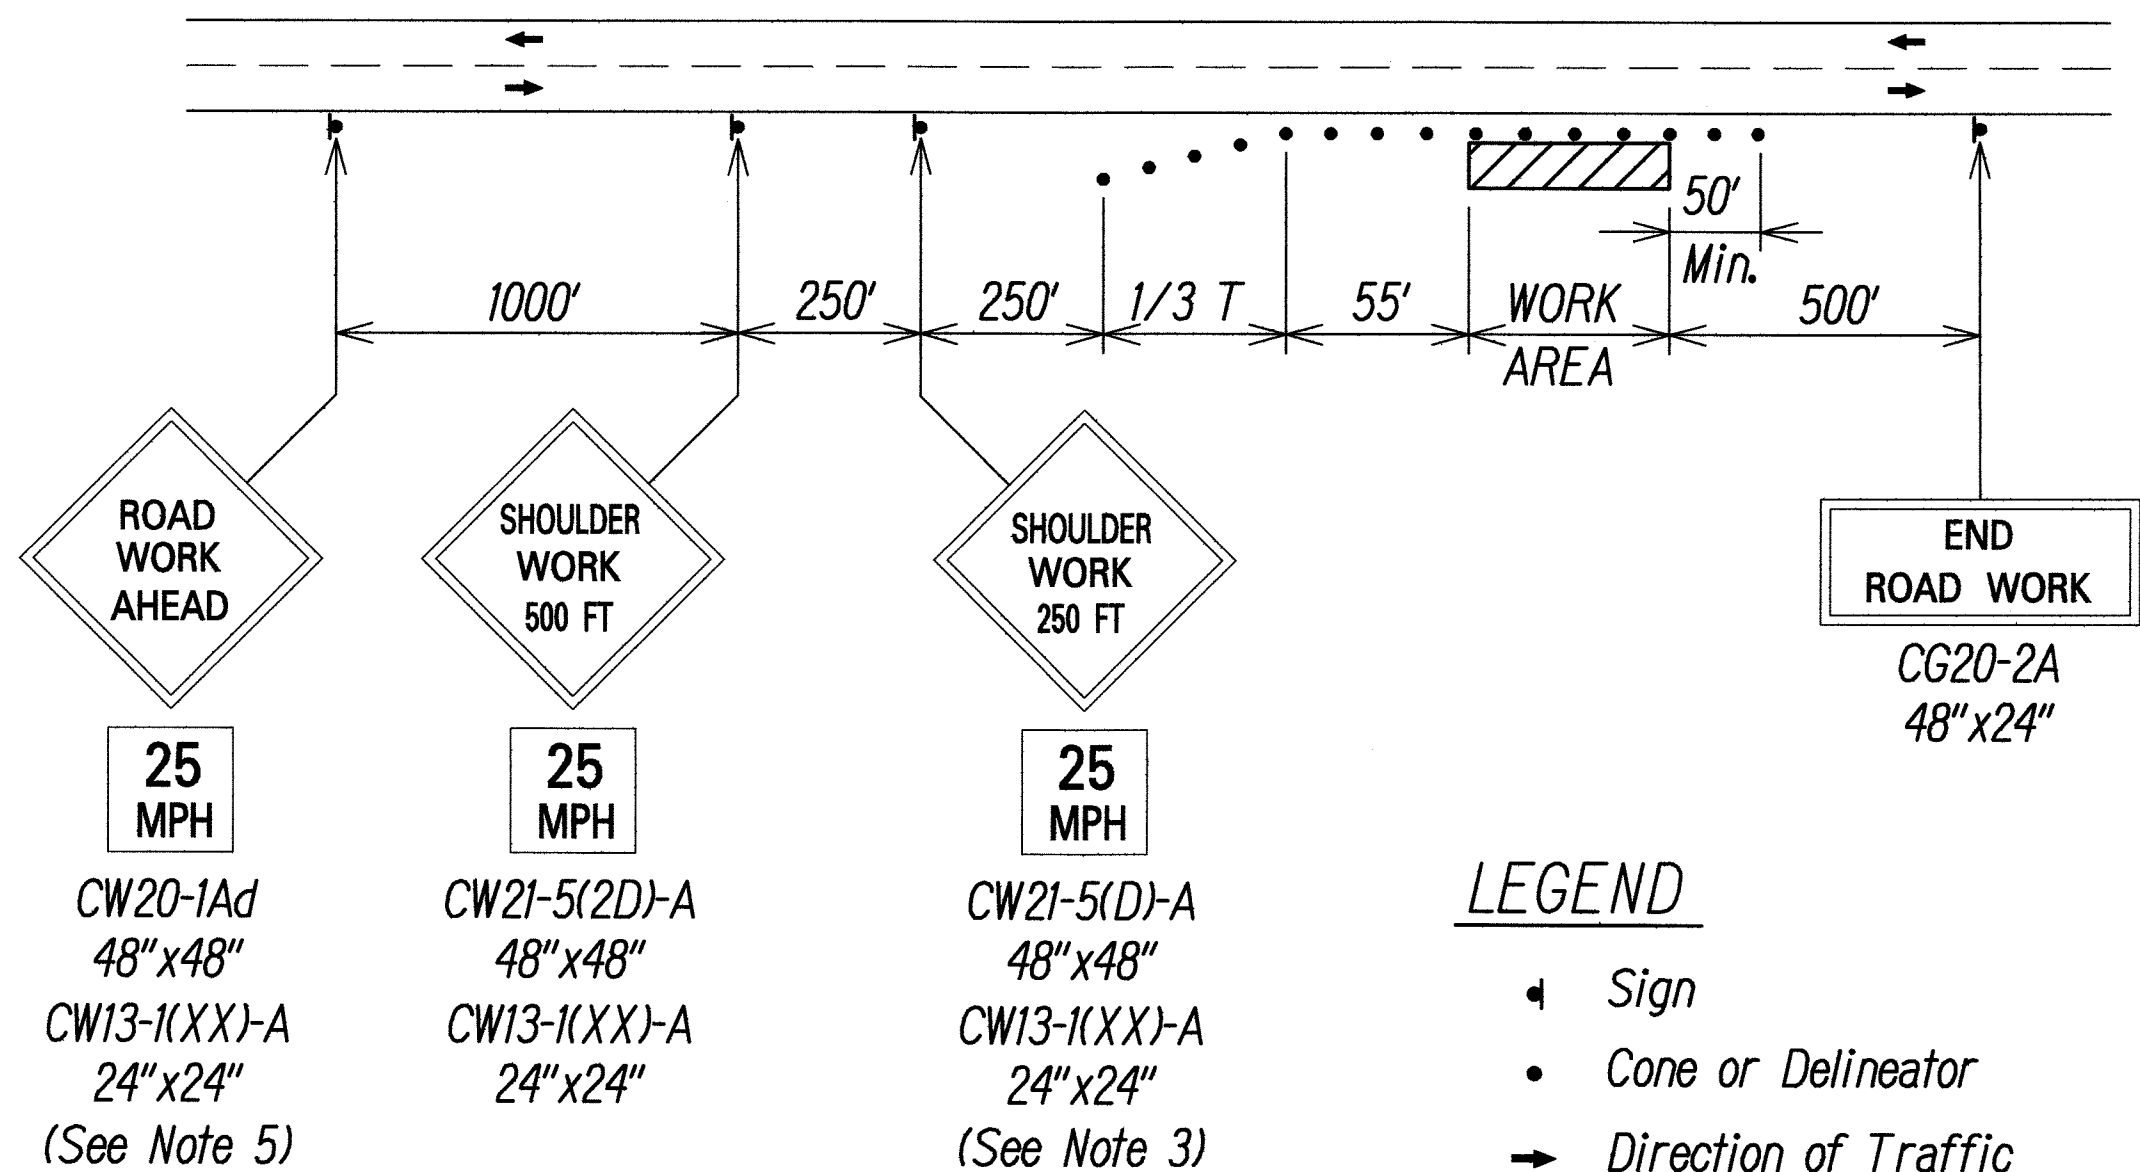 50'
Min.
1000'
250'
250'
1/3 T
55'
WORK
AREA
500'
ROAD
WORK
AHEAD
25
MPH
CW20-1Ad
48"x48"
CW13-1(XX)-A
24"x24"
(See Note 5)
SHOULDER
WORK
500 FT
25
MPH
CW21-5(2D)-A
48"x48"
CW13-1(XX)-A
24"x24"
SHOULDER
WORK
250 FT
25
MPH
CW21-5(D)-A
48"x48"
CW13-1(XX)-A
24"x24"
(See Note 3)
END
ROAD WORK
CG20-2A
48"x24"
LEGEND
Sign
Cone or Delineator
Direction of Traffic